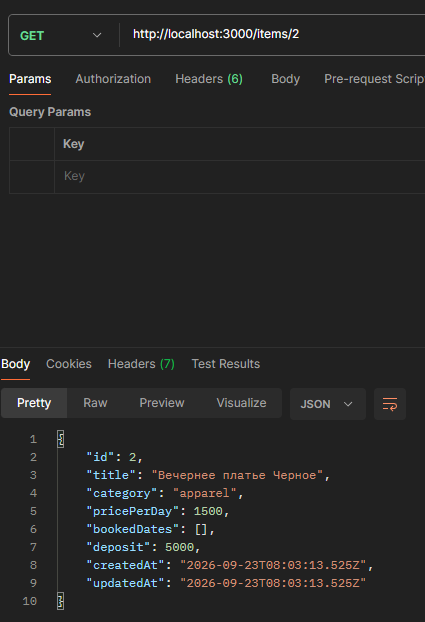 GET http://localhost:3000/items/2
Params Authorization Headers (6) Body Pre-request Scrip
Query Params
Key
Key
Body Cookies Headers (7) Test Results
Pretty Raw Preview Visualize JSON
1 {
2 "id": 2,
3 "title": "Вечернее платье Черное",
4 "category": "apparel",
5 "pricePerDay": 1500,
6 "bookedDates": [],
7 "deposit": 5000,
8 "createdAt": "2026-09-23T08:03:13.525Z",
9 "updatedAt": "2026-09-23T08:03:13.525Z"
10 }